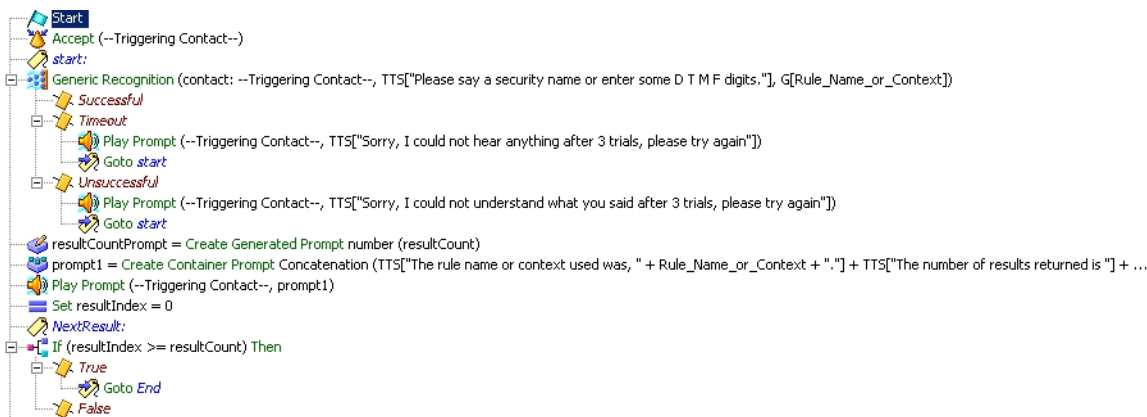 Start
Accept (--Triggering Contact--)
start:
Generic Recognition (contact: --Triggering Contact--, TTS["Please say a security name or enter some D T M F digits."], G[Rule_Name_or_Context])
Successful
Timeout
Play Prompt (--Triggering Contact--, TTS["Sorry, I could not hear anything after 3 trials, please try again"])
Goto start
Unsuccessful
Play Prompt (--Triggering Contact--, TTS["Sorry, I could not understand what you said after 3 trials, please try again"])
Goto start
resultCountPrompt = Create Generated Prompt number (resultCount)
prompt1 = Create Container Prompt Concatenation (TTS["The rule name or context used was, " + Rule_Name_or_Context + "."] + TTS["The number of results returned is "] + ...
Play Prompt (--Triggering Contact--, prompt1)
Set resultIndex = 0
NextResult:
If (resultIndex >= resultCount) Then
True
Goto End
False